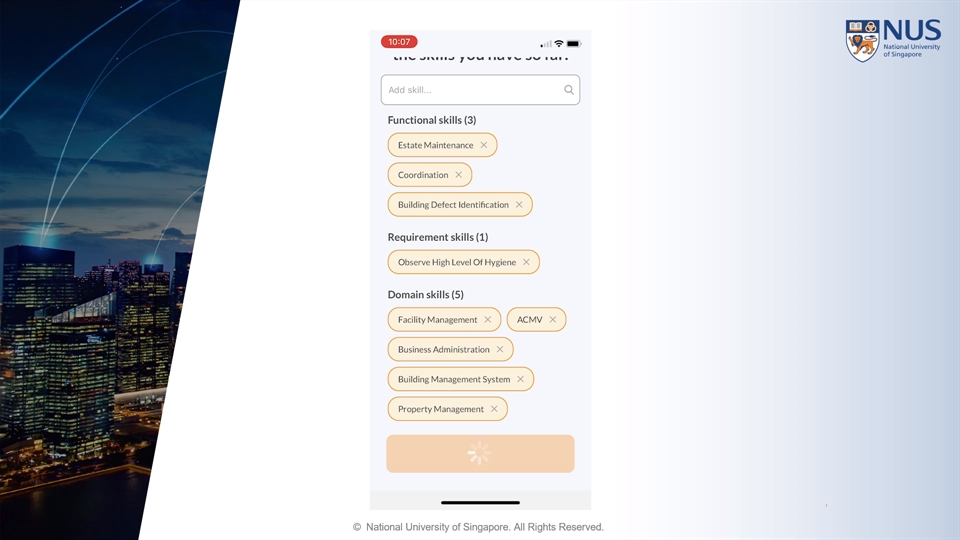 10:07
NUS
National University
of Singapore
the skills you have so far?
Add skill...
Functional skills (3)
Estate Maintenance
Coordination
Building Defect Identification
Requirement skills (1)
Observe High Level Of Hygiene
Domain skills (5)
Facility Management
ACMV
Business Administration
Building Management System
Property Management
© National University of Singapore. All Rights Reserved.